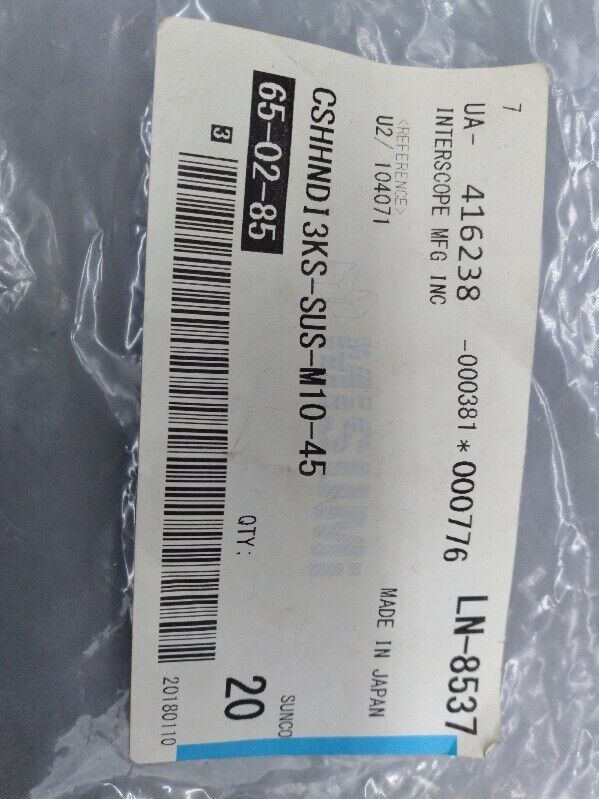 7
UA- 416238 -000381*000776 LN-8537
INTERSCOPE MFG INC
<REFERENCE>
U2/ 104071
MADE IN JAPAN
MISUMI
CSHHNDI3KS-SUS-M10-45
SUNCO
65-02-85
QTY: 20
3
20180110